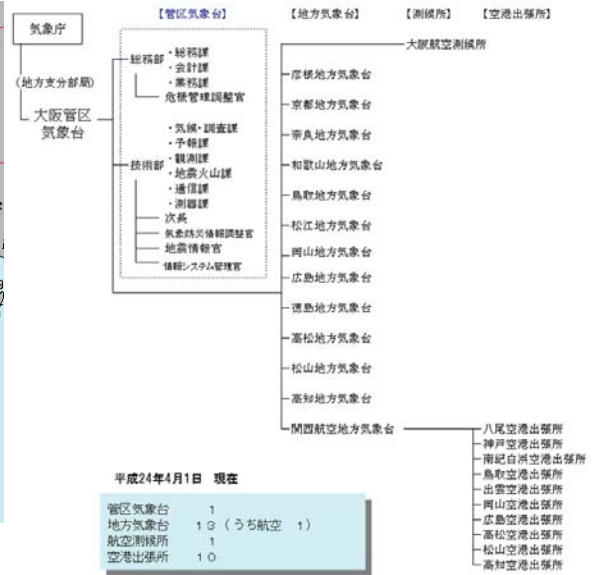 【管区気象台】 【地方気象台】 【測候所】 【空港出張所】
気象庁
(地方支分部局)
大阪管区
気象台
総務部
・総務課
・会計課
・業務課
危機管理調整官
技術部
・気候・調査課
・予報課
・観測課
・地震火山課
・通信課
・測器課
次長
気象防災情報調整官
地震情報官
情報システム管理官
大阪航空測候所
彦根地方気象台
京都地方気象台
奈良地方気象台
和歌山地方気象台
鳥取地方気象台
松江地方気象台
岡山地方気象台
広島地方気象台
徳島地方気象台
高松地方気象台
松山地方気象台
高知地方気象台
関西航空地方気象台
八尾空港出張所
神戸空港出張所
南紀白浜空港出張所
鳥取空港出張所
出雲空港出張所
岡山空港出張所
広島空港出張所
高松空港出張所
松山空港出張所
高知空港出張所
平成24年4月1日 現在
管区気象台 1
地方気象台 13(うち航空 1)
航空測候所 1
空港出張所 10